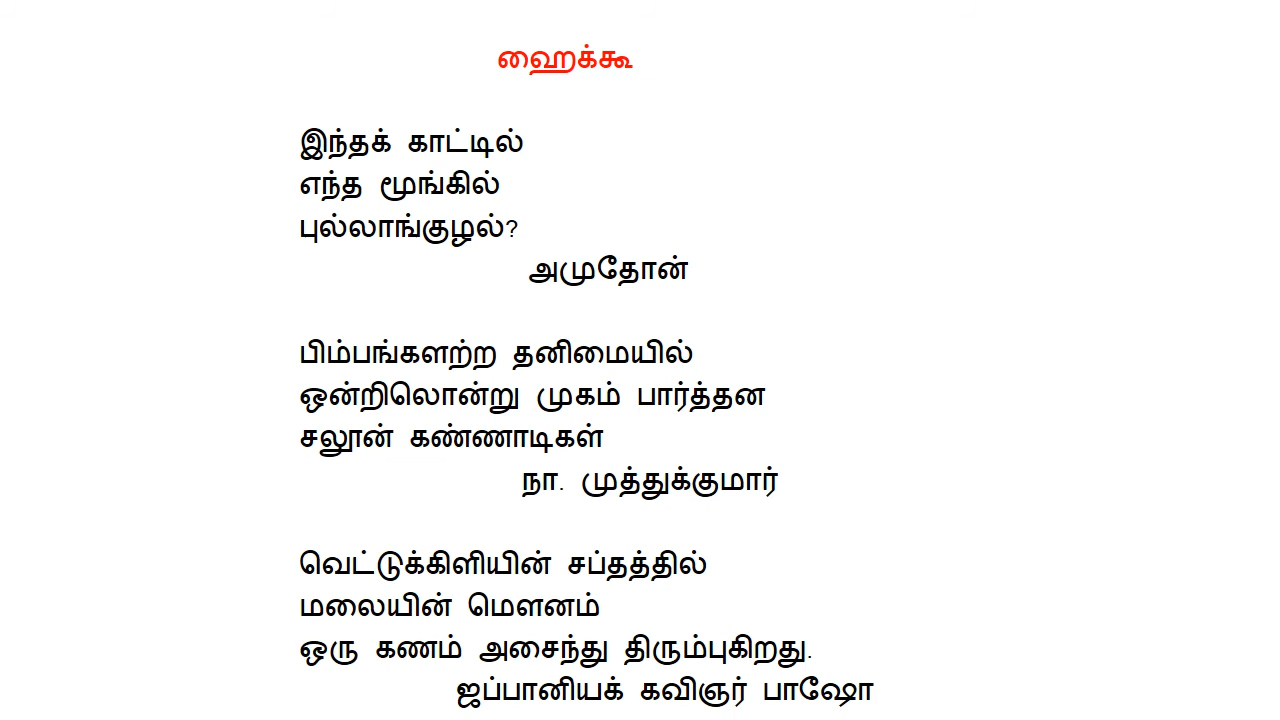 ஹைக்கூ
இந்தக் காட்டில்
எந்த மூங்கில்
புல்லாங்குழல்?
அமுதோன்
பிம்பங்களற்ற தனிமையில்
ஒன்றிலொன்று முகம் பார்த்தன
சலூன் கண்ணாடிகள்
நா. முத்துக்குமார்
வெட்டுக்கிளியின் சப்தத்தில்
மலையின் மௌனம்
ஒரு கணம் அசைந்து திரும்புகிறது.
ஜப்பானியக் கவிஞர் பாஷோ